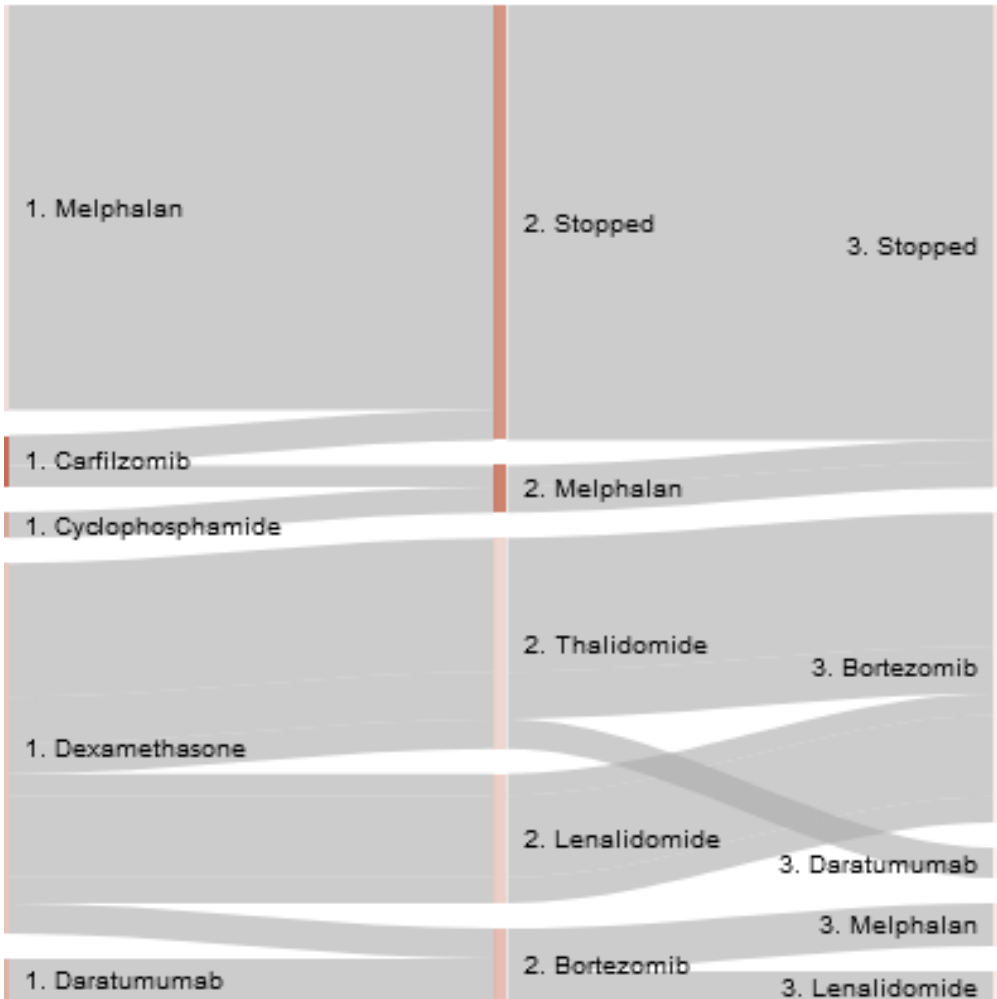 1. Melphalan
2. Stopped
3. Stopped
1. Carfilzomib
2. Melphalan
1. Cyclophosphamide
2. Thalidomide
3. Bortezomib
1. Dexamethasone
2. Lenalidomide
3. Daratumumab
3. Melphalan
2. Bortezomib
1. Daratumumab
3. Lenalidomide